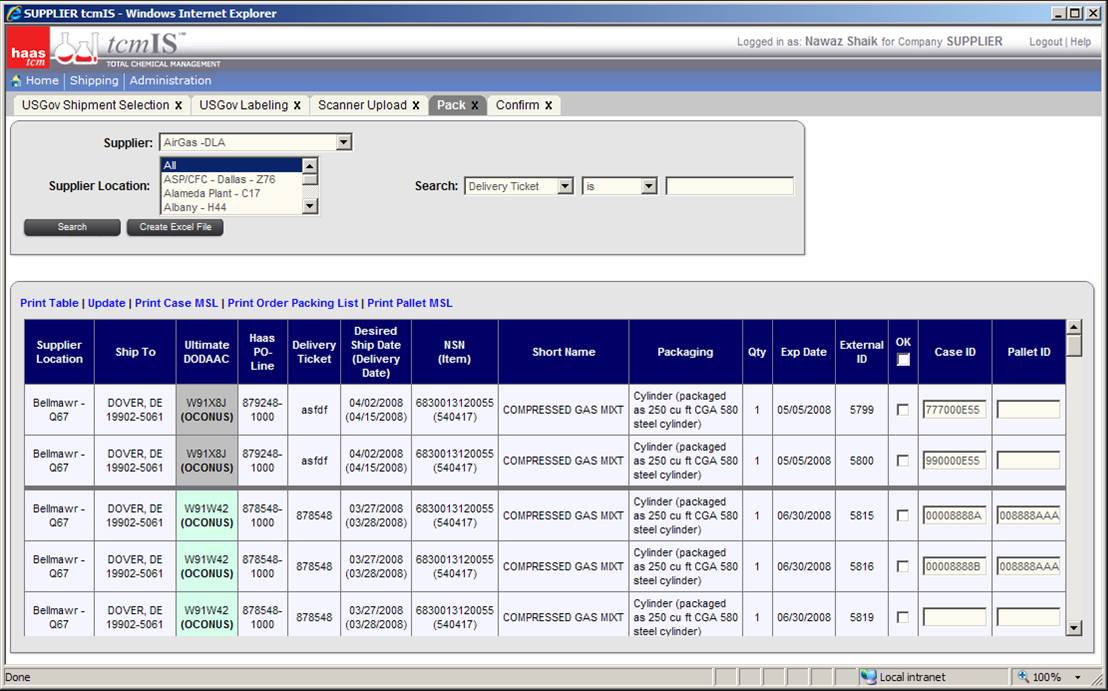 SUPPLIER tcmIS - Windows Internet Explorer
haas
tcm
tcmIS
TOTAL CHEMICAL MANAGEMENT
Logged in as: Nawaz Shaik for Company SUPPLIER
Logout | Help
Home | Shipping | Administration
USGov Shipment Selection x
USGov Labeling x
Scanner Upload x
Pack x
Confirm x
Supplier: AirGas -DLA
Supplier Location:
All
ASP/CFC - Dallas - Z76
Alameda Plant - C17
Albany - H44
Search: Delivery Ticket is
Search
Create Excel File
Print Table | Update | Print Case MSL | Print Order Packing List | Print Pallet MSL
Supplier
Location
Ship To
Ultimate
DODAAC
Haas
PO-
Line
Delivery
Ticket
Desired
Ship Date
(Delivery
Date)
NSN
(Item)
Short Name
Packaging
Qty
Exp Date
External
ID
OK
Case ID
Pallet ID
Bellmawr -
Q67
DOVER, DE
19902-5061
W91X8J
(OCONUS)
879248-
1000
asfdf
04/02/2008
(04/15/2008)
6830013120055
(540417)
COMPRESSED GAS MIXT
Cylinder (packaged
as 250 cu ft CGA 580
steel cylinder)
1
05/05/2008
5799
777000E55
Bellmawr -
Q67
DOVER, DE
19902-5061
W91X8J
(OCONUS)
879248-
1000
asfdf
04/02/2008
(04/15/2008)
6830013120055
(540417)
COMPRESSED GAS MIXT
Cylinder (packaged
as 250 cu ft CGA 580
steel cylinder)
1
05/05/2008
5800
990000E55
Bellmawr -
Q67
DOVER, DE
19902-5061
W91W42
(OCONUS)
878548-
1000
878548
03/27/2008
(03/28/2008)
6830013120055
(540417)
COMPRESSED GAS MIXT
Cylinder (packaged
as 250 cu ft CGA 580
steel cylinder)
1
06/30/2008
5815
00008888A
008888AAA
Bellmawr -
Q67
DOVER, DE
19902-5061
W91W42
(OCONUS)
878548-
1000
878548
03/27/2008
(03/28/2008)
6830013120055
(540417)
COMPRESSED GAS MIXT
Cylinder (packaged
as 250 cu ft CGA 580
steel cylinder)
1
06/30/2008
5816
00008888B
008888AAA
Bellmawr -
Q67
DOVER, DE
19902-5061
W91W42
(OCONUS)
878548-
1000
878548
03/27/2008
(03/28/2008)
6830013120055
(540417)
COMPRESSED GAS MIXT
Cylinder (packaged
as 250 cu ft CGA 580
steel cylinder)
1
06/30/2008
5819
Done
Local intranet
100%